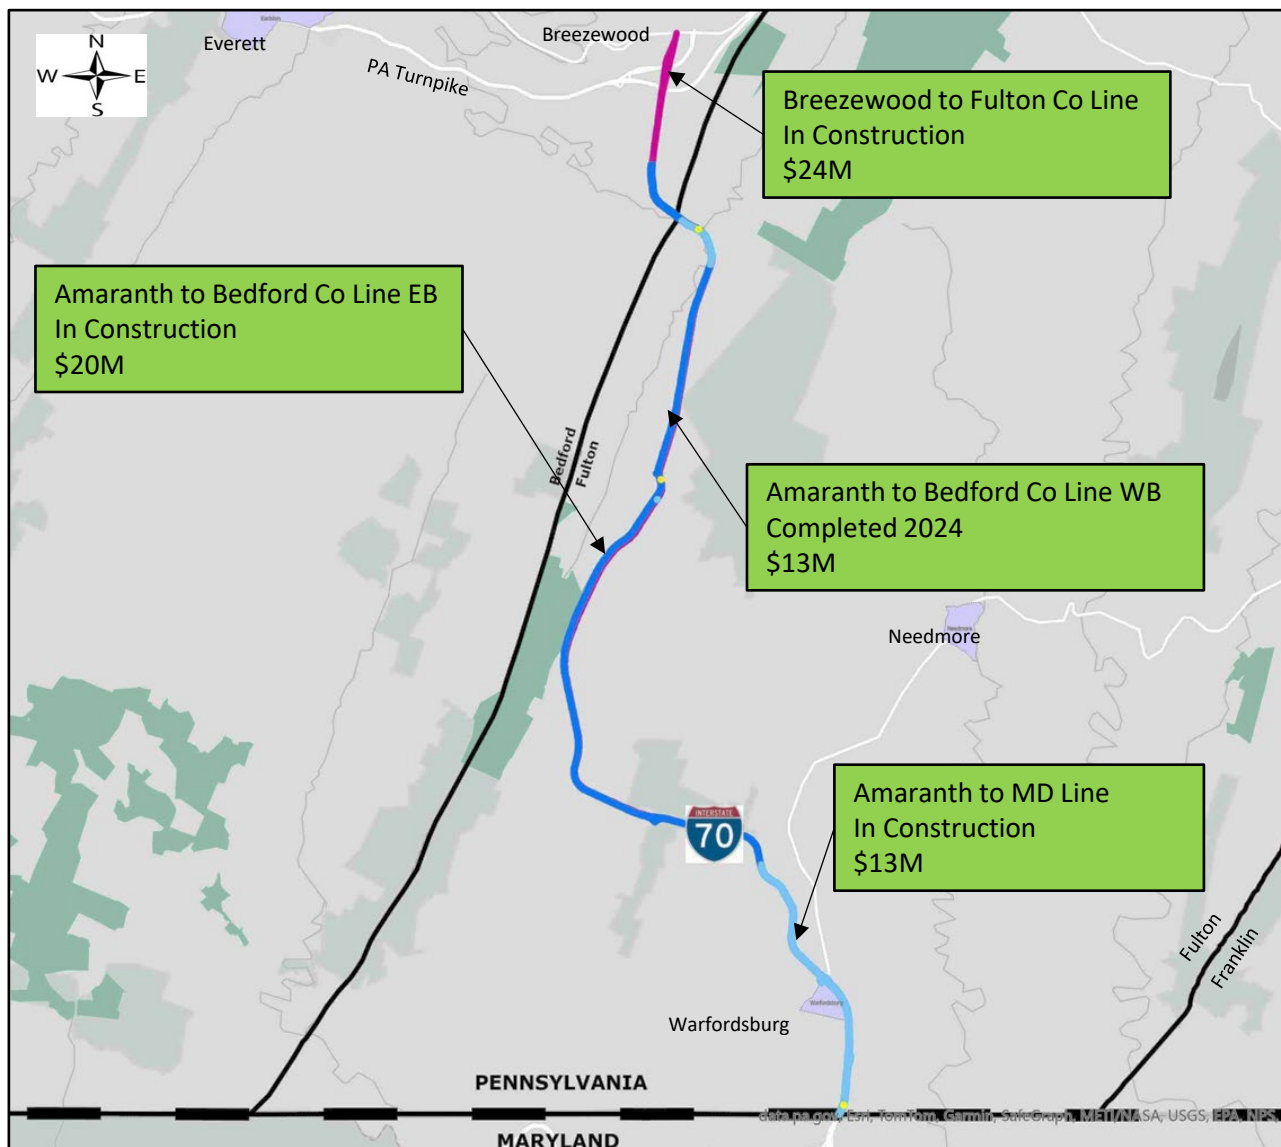 Everett
Breezewood
N
W E
S
PA Turnpike
Breezewood to Fulton Co Line
In Construction
$24M
Amaranth to Bedford Co Line EB
In Construction
$20M
Bedford
Fulton
Amaranth to Bedford Co Line WB
Completed 2024
$13M
Needmore
Needmore
INTERSTATE
70
Amaranth to MD Line
In Construction
$13M
Fulton
Franklin
Warfordsburg
Warfordsburg
PENNSYLVANIA
data.pa.gov, Esri, TomTom, Garmin, SafeGraph, METI/NASA, USGS, EPA, NPS,
MARYLAND